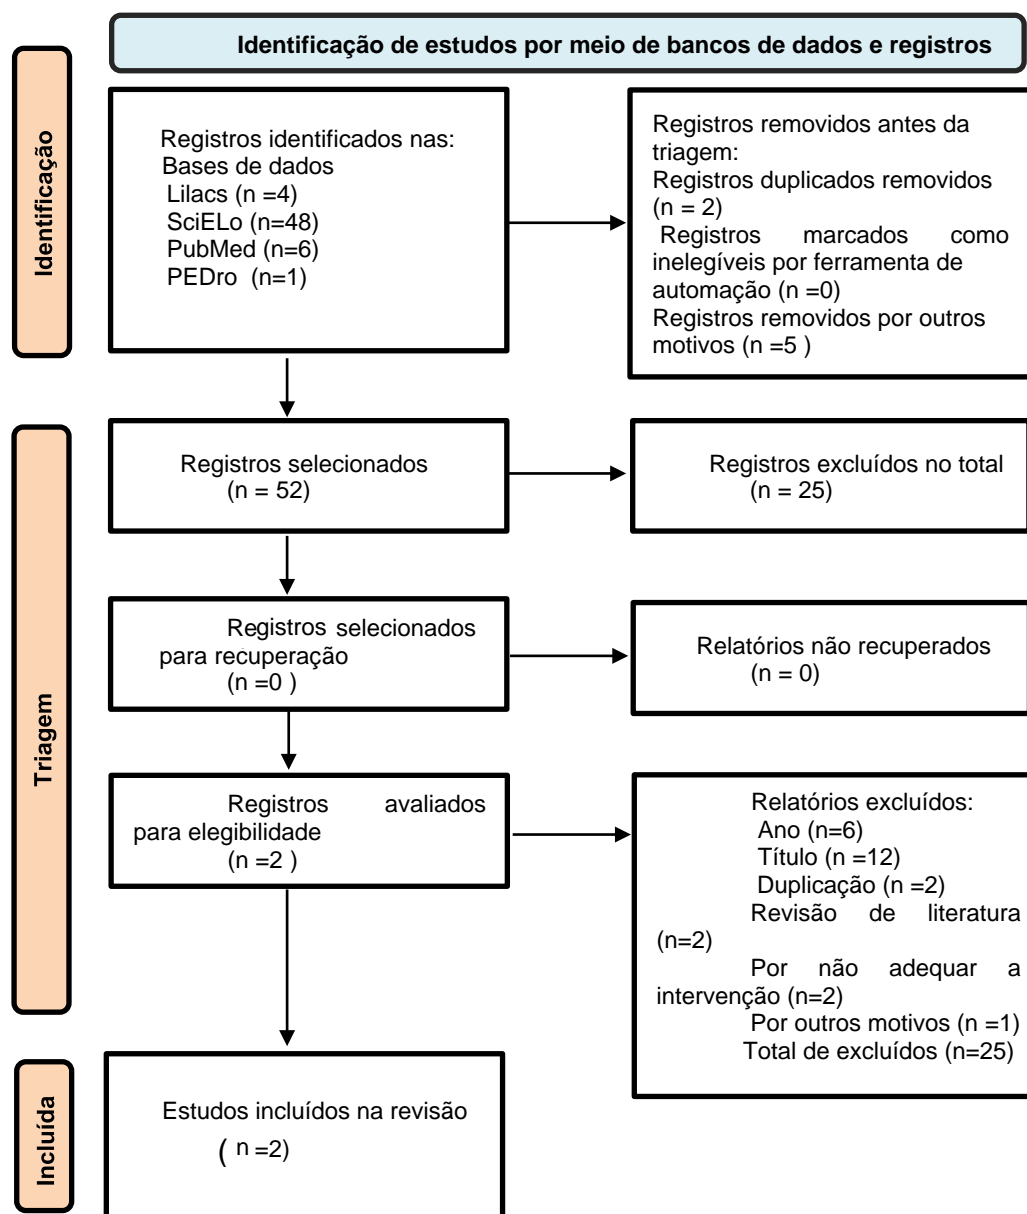 Identificação de estudos por meio de bancos de dados e registros
Identificação
Registros identificados nas:
Bases de dados
Lilacs (n =4)
SciELo (n=48)
PubMed (n=6)
PEDro (n=1)
Registros removidos antes da
triagem:
Registros duplicados removidos
(n = 2)
Registros marcados como
inelegíveis por ferramenta de
automação (n =0)
Registros removidos por outros
motivos (n =5 )
Triagem
Registros selecionados
(n = 52)
Registros excluídos no total
(n = 25)
Registros selecionados
para recuperação
(n =0 )
Relatórios não recuperados
(n = 0)
Registros avaliados
para elegibilidade
(n =2 )
Relatórios excluídos:
Ano (n=6)
Título (n =12)
Duplicação (n =2)
Revisão de literatura
(n=2)
Por não adequar a
intervenção (n=2)
Por outros motivos (n =1)
Total de excluídos (n=25)
Incluída
Estudos incluídos na revisão
( n =2)